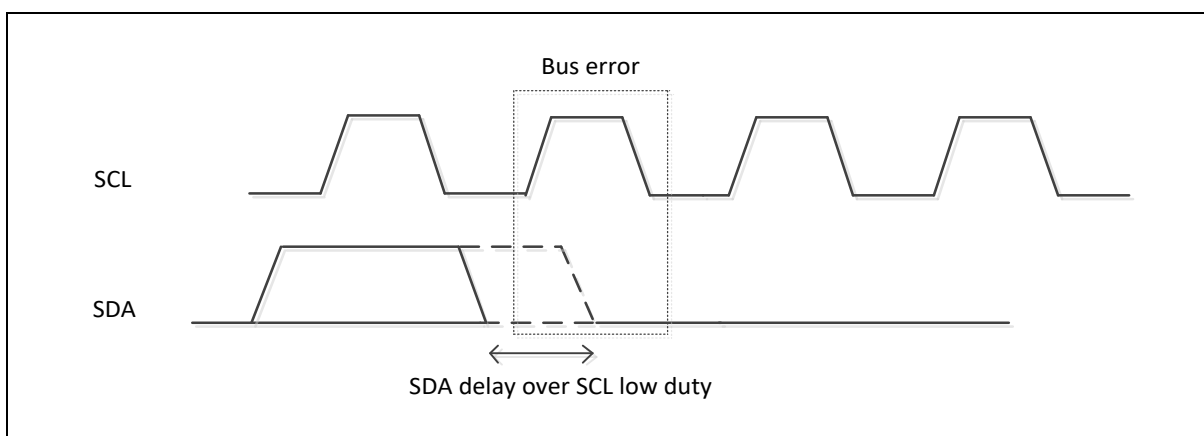 Bus error
SCL
SDA
SDA delay over SCL low duty